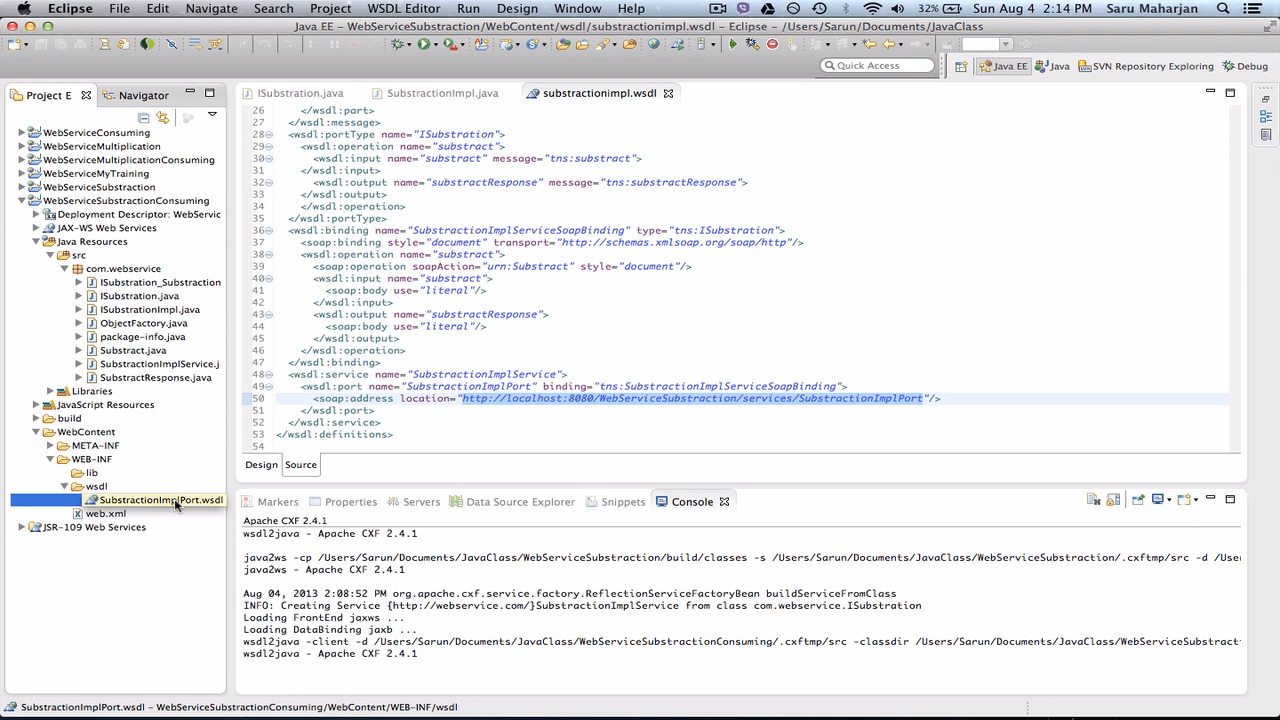 Eclipse File Edit Navigate Search Project WSDL Editor Run Design Window Help 32% Sun Aug 4 2:14 PM Saru Maharjan
Java EE - WebServiceSubstraction/WebContent/wsdl/substractionimpl.wsdl - Eclipse - /Users/Sarun/Documents/JavaClass
Quick Access Java EE Java SVN Repository Exploring Debug
Project E Navigator
WebServiceConsuming
WebServiceMultiplication
WebServiceMultiplicationConsuming
WebServiceMyTraining
WebServiceSubstraction
WebServiceSubstractionConsuming
Deployment Descriptor: WebServic
JAX-WS Web Services
Java Resources
src
com.webservice
ISubstration_Substraction
ISubstration.java
ISubstrationImpl.java
ObjectFactory.java
package-info.java
Substract.java
SubstractionImplService.j
SubstractResponse.java
Libraries
JavaScript Resources
build
WebContent
META-INF
WEB-INF
lib
wsdl
SubstractionImplPort.wsdl
web.xml
JSR-109 Web Services
ISubstration.java SubstractionImpl.java substractionimpl.wsdl
26 </wsdl:part>
27 </wsdl:message>
28 <wsdl:portType name="ISubstration">
29 <wsdl:operation name="substract">
30 <wsdl:input name="substract" message="tns:substract">
31 </wsdl:input>
32 <wsdl:output name="substractResponse" message="tns:substractResponse">
33 </wsdl:output>
34 </wsdl:operation>
35 </wsdl:portType>
36 <wsdl:binding name="SubstractionImplServiceSoapBinding" type="tns:ISubstration">
37 <soap:binding style="document" transport="http://schemas.xmlsoap.org/soap/http"/>
38 <wsdl:operation name="substract">
39 <soap:operation soapAction="urn:Substract" style="document"/>
40 <wsdl:input name="substract">
41 <soap:body use="literal"/>
42 </wsdl:input>
43 <wsdl:output name="substractResponse">
44 <soap:body use="literal"/>
45 </wsdl:output>
46 </wsdl:operation>
47 </wsdl:binding>
48 <wsdl:service name="SubstractionImplService">
49 <wsdl:port name="SubstractionImplPort" binding="tns:SubstractionImplServiceSoapBinding">
50 <soap:address location="http://localhost:8080/WebServiceSubstraction/services/SubstractionImplPort"/>
51 </wsdl:port>
52 </wsdl:service>
53 </wsdl:definitions>
54
Design Source
Markers Properties Servers Data Source Explorer Snippets Console
Apache CXF 2.4.1
wsdl2java - Apache CXF 2.4.1
java2ws -cp /Users/Sarun/Documents/JavaClass/WebServiceSubstraction/build/classes -s /Users/Sarun/Documents/JavaClass/WebServiceSubstraction/.cxftmp/src -d /User
java2ws - Apache CXF 2.4.1
Aug 04, 2013 2:08:52 PM org.apache.cxf.service.factory.ReflectionServiceFactoryBean buildServiceFromClass
INFO: Creating Service {http://webservice.com/}SubstractionImplService from class com.webservice.ISubstration
Loading FrontEnd jaxws ...
Loading DataBinding jaxb ...
wsdl2java -client -d /Users/Sarun/Documents/JavaClass/WebServiceSubstractionConsuming/.cxftmp/src -classdir /Users/Sarun/Documents/JavaClass/WebServiceSubstracti
wsdl2java - Apache CXF 2.4.1
SubstractionImplPort.wsdl - WebServiceSubstractionConsuming/WebContent/WEB-INF/wsdl